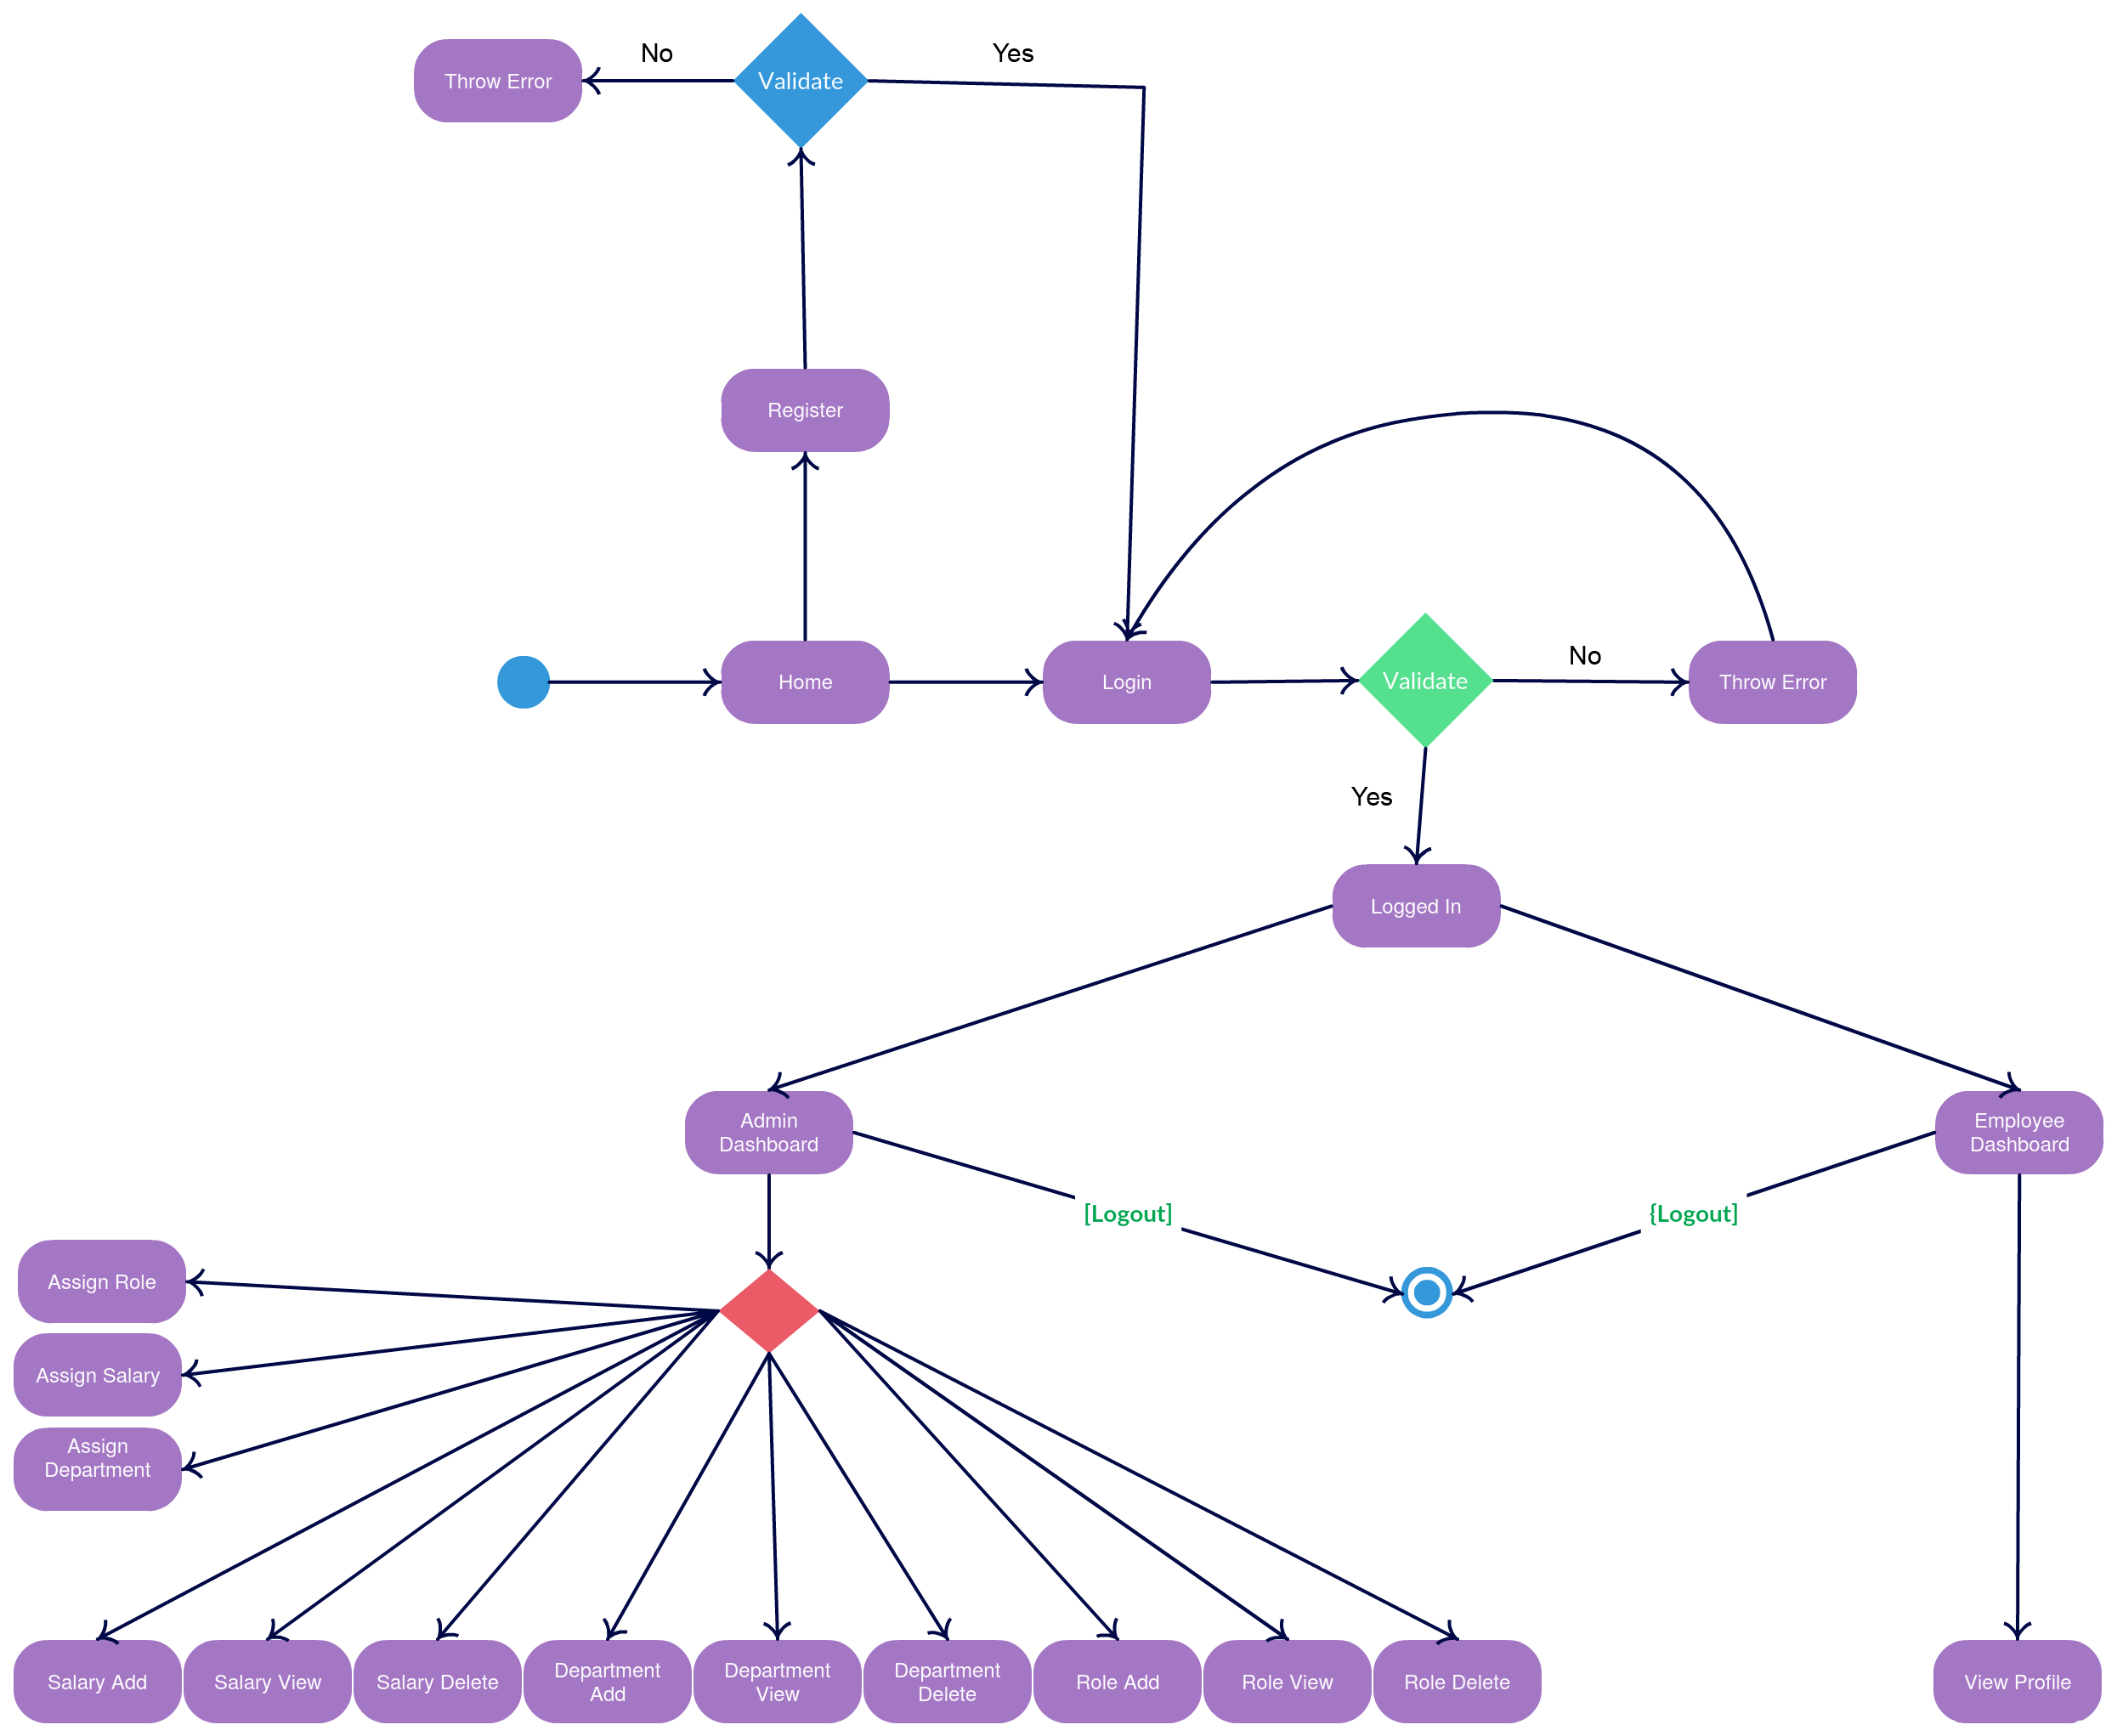 No
Yes
Throw Error
Validate
Register
No
Home
Login
Validate
Throw Error
Yes
Logged In
Admin
Dashboard
Employee
Dashboard
[Logout]
{Logout]
Assign Role
Assign Salary
Assign
Department
Salary Add
Salary View
Salary Delete
Department
Add
Department
View
Department
Delete
Role Add
Role View
Role Delete
View Profile